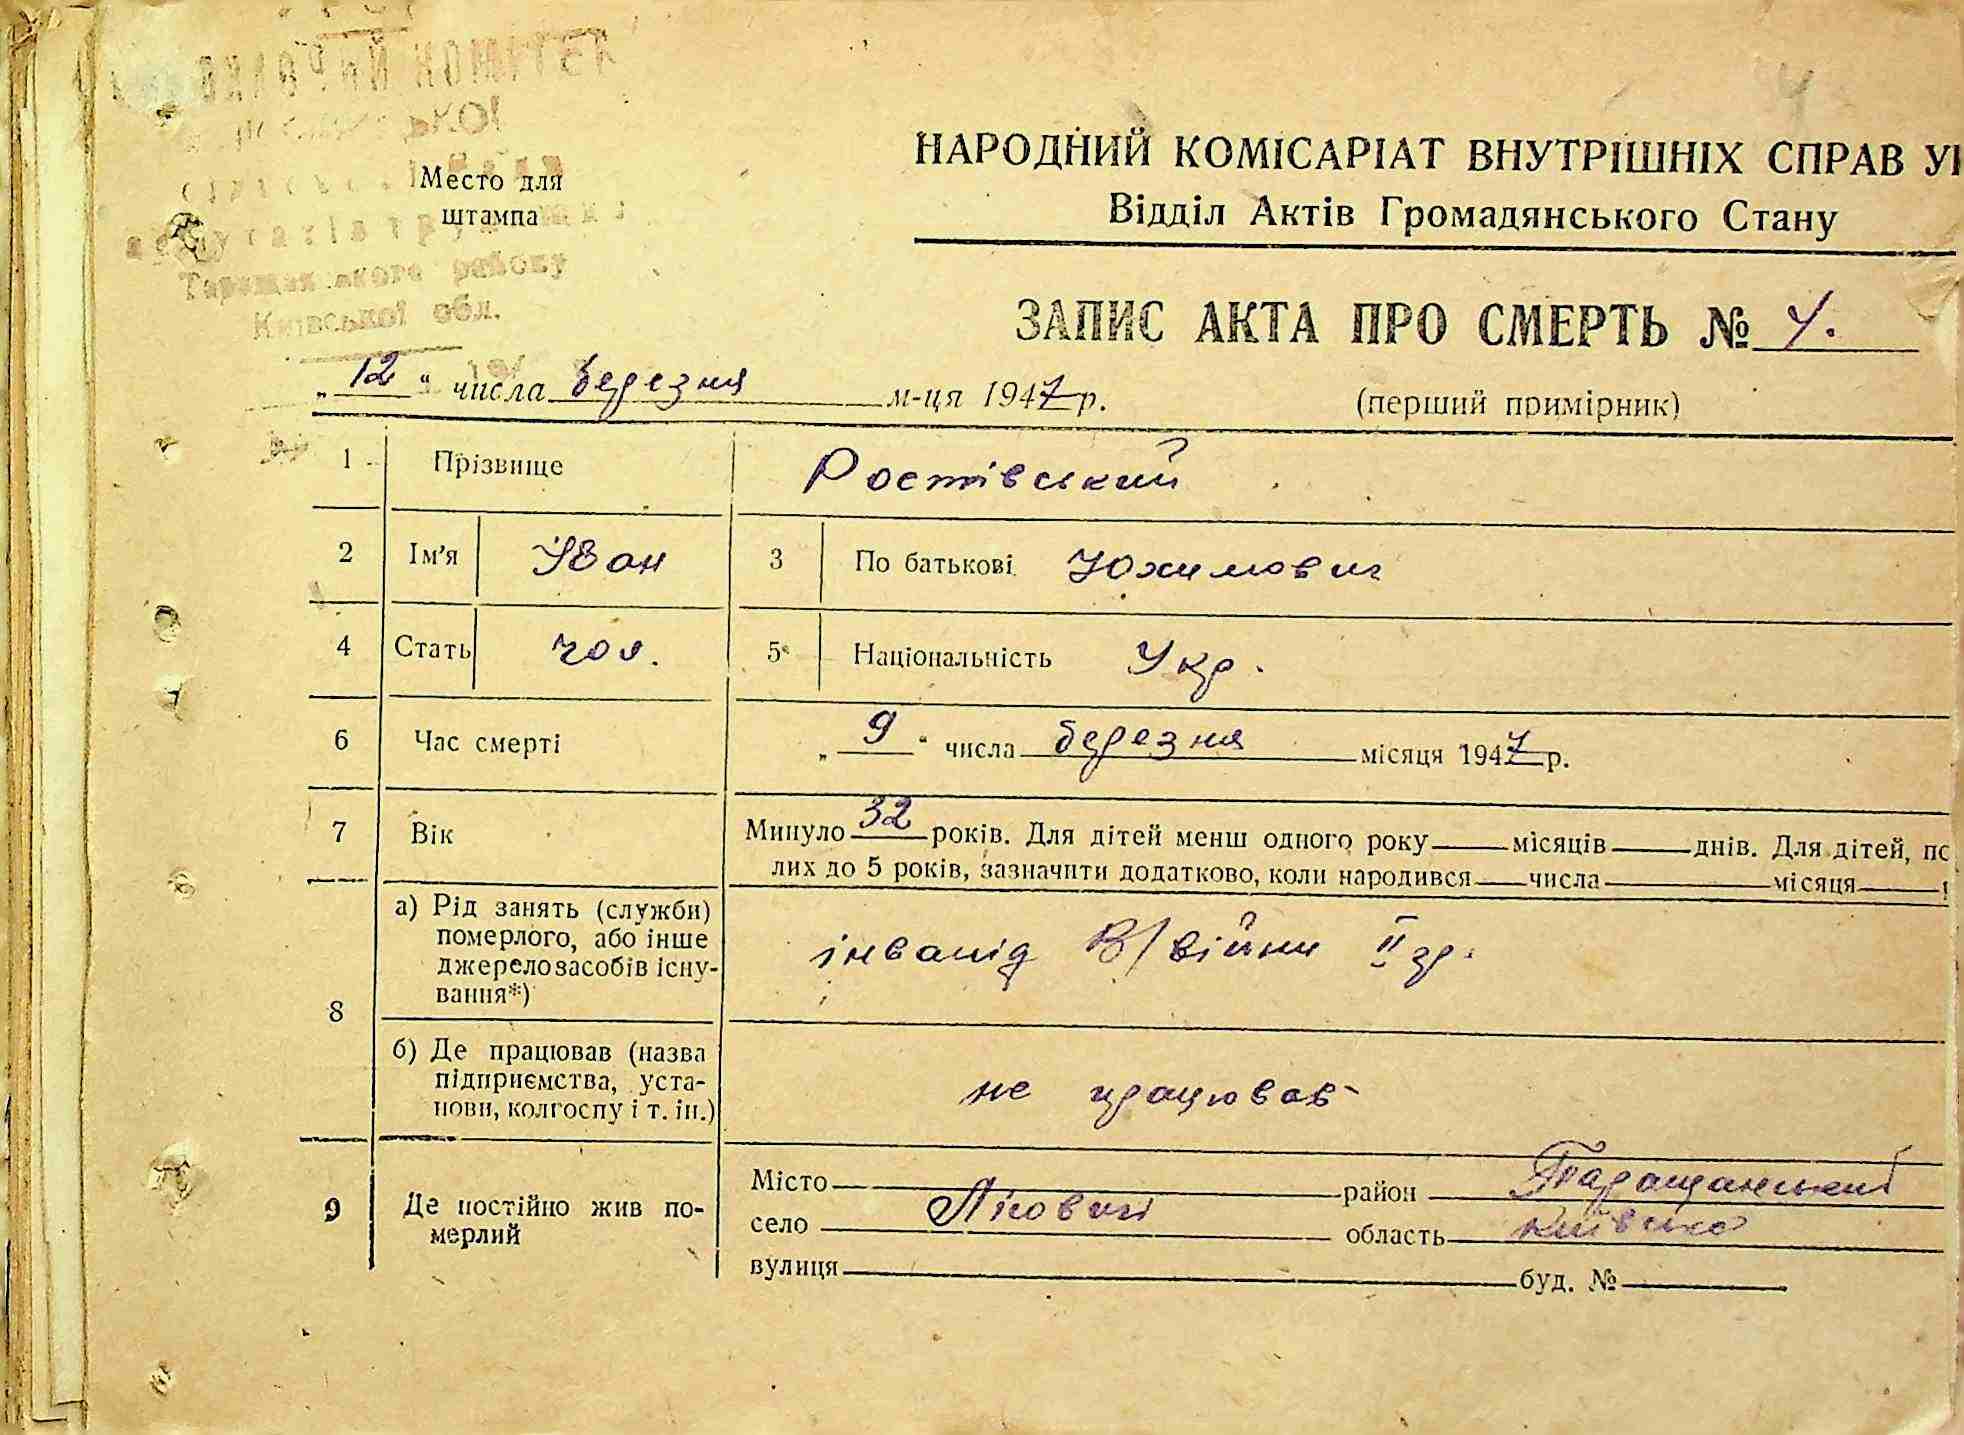 виконавчий комітет
Таращанського району
Київської обл.
Место для
штампа
НАРОДНИЙ КОМІСАРІАТ ВНУТРІШНІХ СПРАВ
Відділ Актів Громадянського Стану
ЗАПИС АКТА ПРО СМЕРТЬ № 4.
„12“ числа березня м-ця 1947 р. (перший примірник)
1 Прізвище Ростівський
2 Ім'я Іван 3 По батькові Юхимович
4 Стать чол. 5 Національність Укр.
6 Час смерті „9“ числа березня місяця 1947 р.
7 Вік Минуло 32 років. Для дітей менш одного року місяців днів. Для дітей, по
лих до 5 років, зазначити додатково, коли народився числа місяця
8 а) Рід занять (служби)
померлого, або інше
джерело засобів існу-
вання*)
інвалід В/війни II гр.
б) Де працював (назва
підприємства, уста-
нови, колгоспу і т. ін.)
не працював
9 Де постійно жив по-
мерлий
Місто район Таращанський
село Лісовичі область Київська
вулиця буд. №